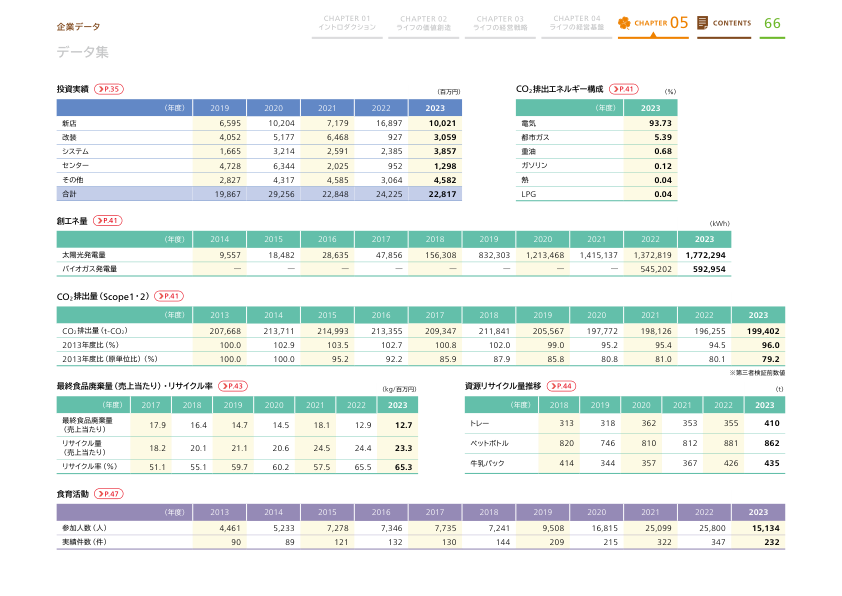 企業データ
CHAPTER 01
イントロダクション
CHAPTER 02
ライフの価値創造
CHAPTER 03
ライフの経営戦略
CHAPTER 04
ライフの経営基盤
CHAPTER 05
CONTENTS
66
データ集
投資実績 P.35 (百万円)
(年度) 2019 2020 2021 2022 2023
新店 6,595 10,204 7,179 16,897 10,021
改装 4,052 5,177 6,468 927 3,059
システム 1,665 3,214 2,591 2,385 3,857
センター 4,728 6,344 2,025 952 1,298
その他 2,827 4,317 4,585 3,064 4,582
合計 19,867 29,256 22,848 24,225 22,817
CO₂排出エネルギー構成 P.41 (%)
(年度) 2023
電気 93.73
都市ガス 5.39
重油 0.68
ガソリン 0.12
熱 0.04
LPG 0.04
創エネ量 P.41 (kWh)
(年度) 2014 2015 2016 2017 2018 2019 2020 2021 2022 2023
太陽光発電量 9,557 18,482 28,635 47,856 156,308 832,303 1,213,468 1,415,137 1,372,819 1,772,294
バイオガス発電量 — — — — — — — — 545,202 592,954
CO₂排出量(Scope1・2) P.41
(年度) 2013 2014 2015 2016 2017 2018 2019 2020 2021 2022 2023
CO₂排出量(t-CO₂) 207,668 213,711 214,993 213,355 209,347 211,841 205,567 197,772 198,126 196,255 199,402
2013年度比(%) 100.0 102.9 103.5 102.7 100.8 102.0 99.0 95.2 95.4 94.5 96.0
2013年度比(原単位比)(%) 100.0 100.0 95.2 92.2 85.9 87.9 85.8 80.8 81.0 80.1 79.2
※第三者検証前数値
最終食品廃棄量(売上当たり)・リサイクル率 P.43 (kg/百万円)
(年度) 2017 2018 2019 2020 2021 2022 2023
最終食品廃棄量
(売上当たり) 17.9 16.4 14.7 14.5 18.1 12.9 12.7
リサイクル量
(売上当たり) 18.2 20.1 21.1 20.6 24.5 24.4 23.3
リサイクル率(%) 51.1 55.1 59.7 60.2 57.5 65.5 65.3
資源リサイクル量推移 P.44 (t)
(年度) 2018 2019 2020 2021 2022 2023
トレー 313 318 362 353 355 410
ペットボトル 820 746 810 812 881 862
牛乳パック 414 344 357 367 426 435
食育活動 P.47
(年度) 2013 2014 2015 2016 2017 2018 2019 2020 2021 2022 2023
参加人数(人) 4,461 5,233 7,278 7,346 7,735 7,241 9,508 16,815 25,099 25,800 15,134
実績件数(件) 90 89 121 132 130 144 209 215 322 347 232